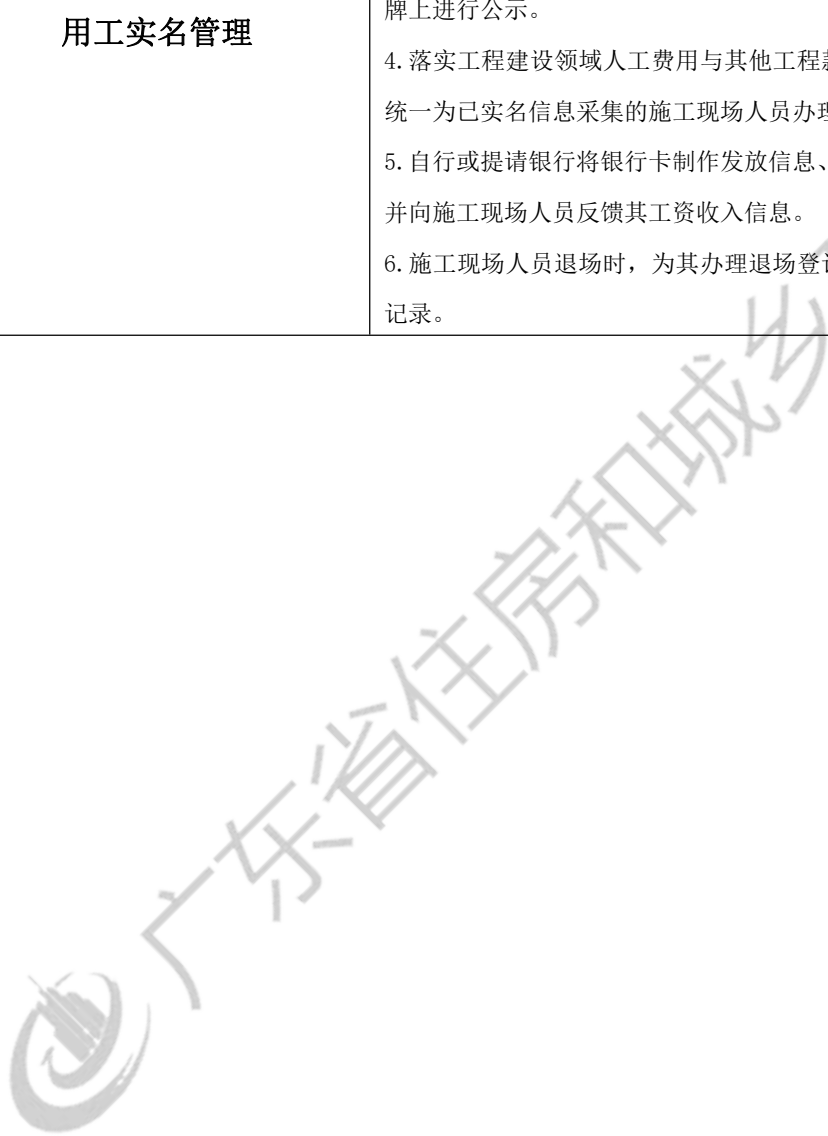 用工实名管理
牌上进行公示。
4.落实工程建设领域人工费用与其他工程
统一为已实名信息采集的施工现场人员办
5.自行或提请银行将银行卡制作发放信息、
并向施工现场人员反馈其工资收入信息。
6.施工现场人员退场时，为其办理退场登
记录。
广东省住房和城乡